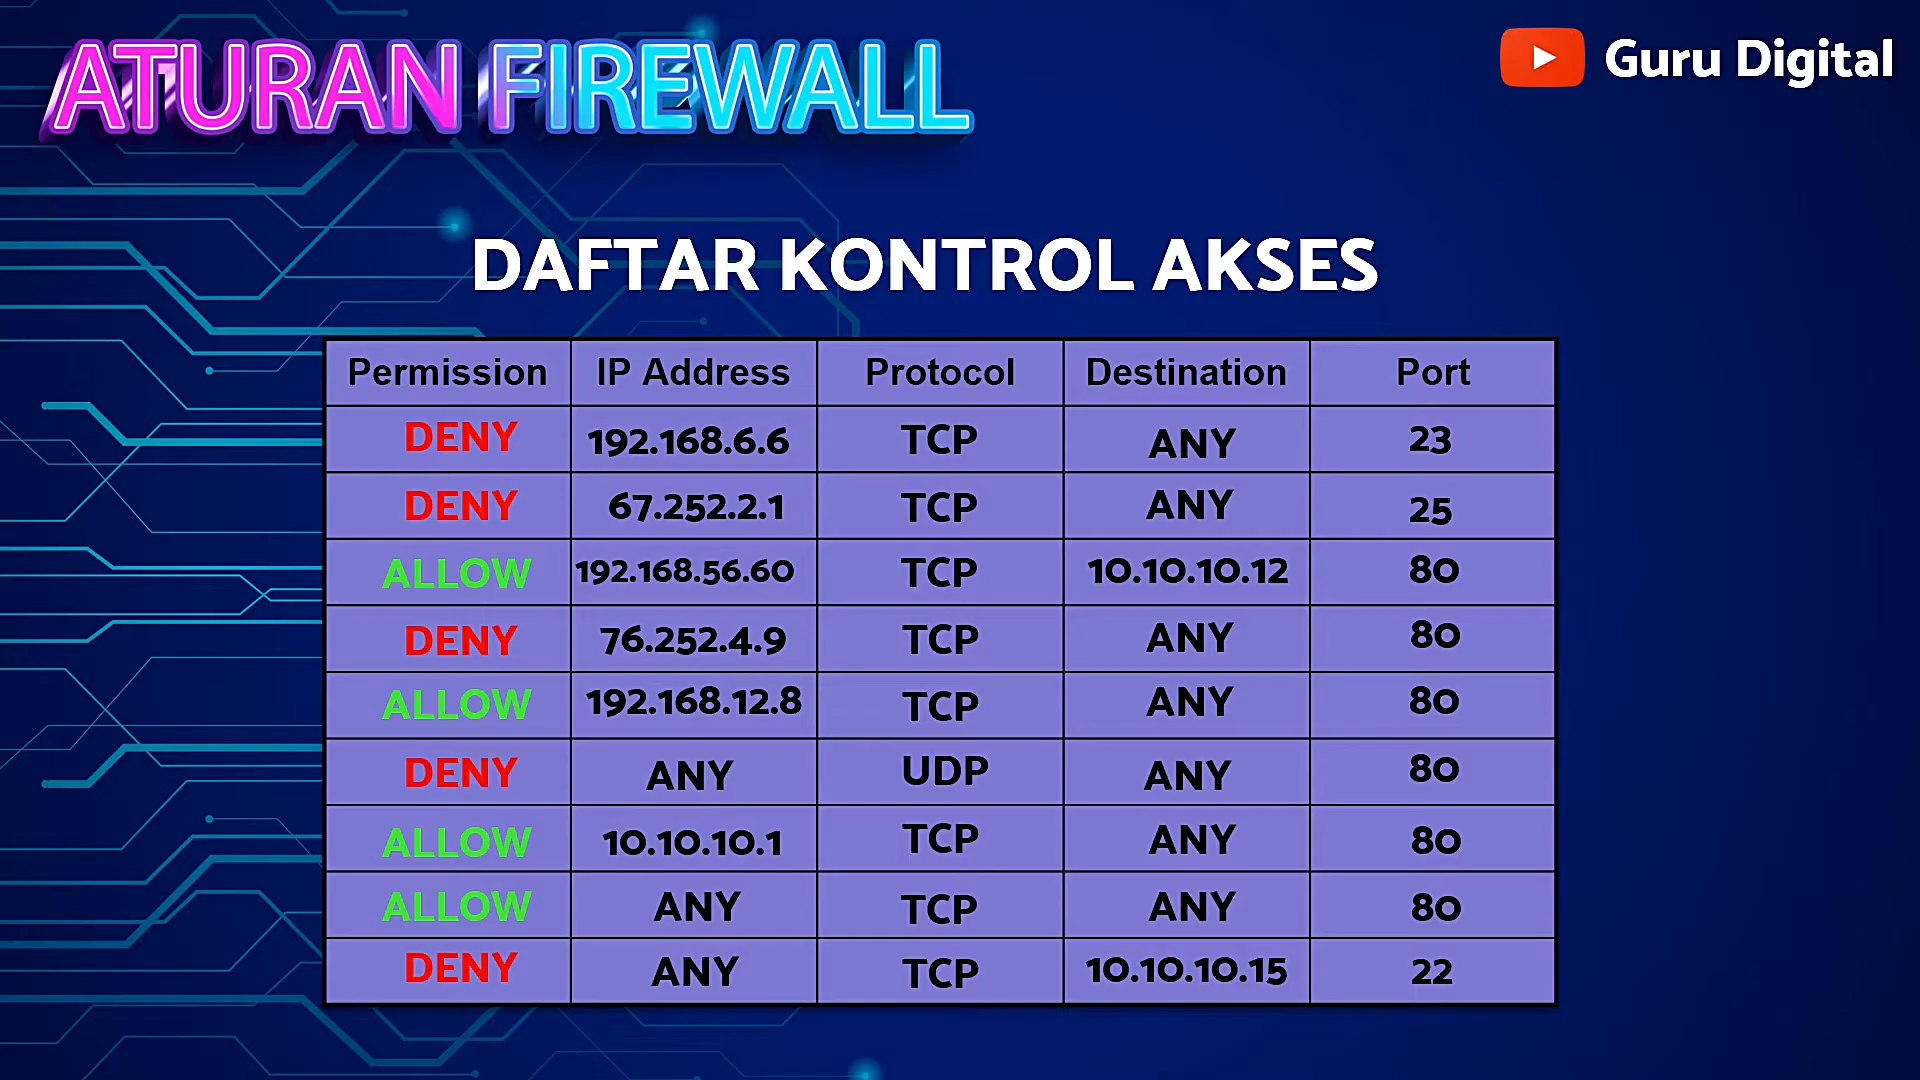 ATURAN FIREWALL
Guru Digital
DAFTAR KONTROL AKSES
Permission IP Address Protocol Destination Port
DENY 192.168.6.6 TCP ANY 23
DENY 67.252.2.1 TCP ANY 25
ALLOW 192.168.56.60 TCP 10.10.10.12 80
DENY 76.252.4.9 TCP ANY 80
ALLOW 192.168.12.8 TCP ANY 80
DENY ANY UDP ANY 80
ALLOW 10.10.10.1 TCP ANY 80
ALLOW ANY TCP ANY 80
DENY ANY TCP 10.10.10.15 22